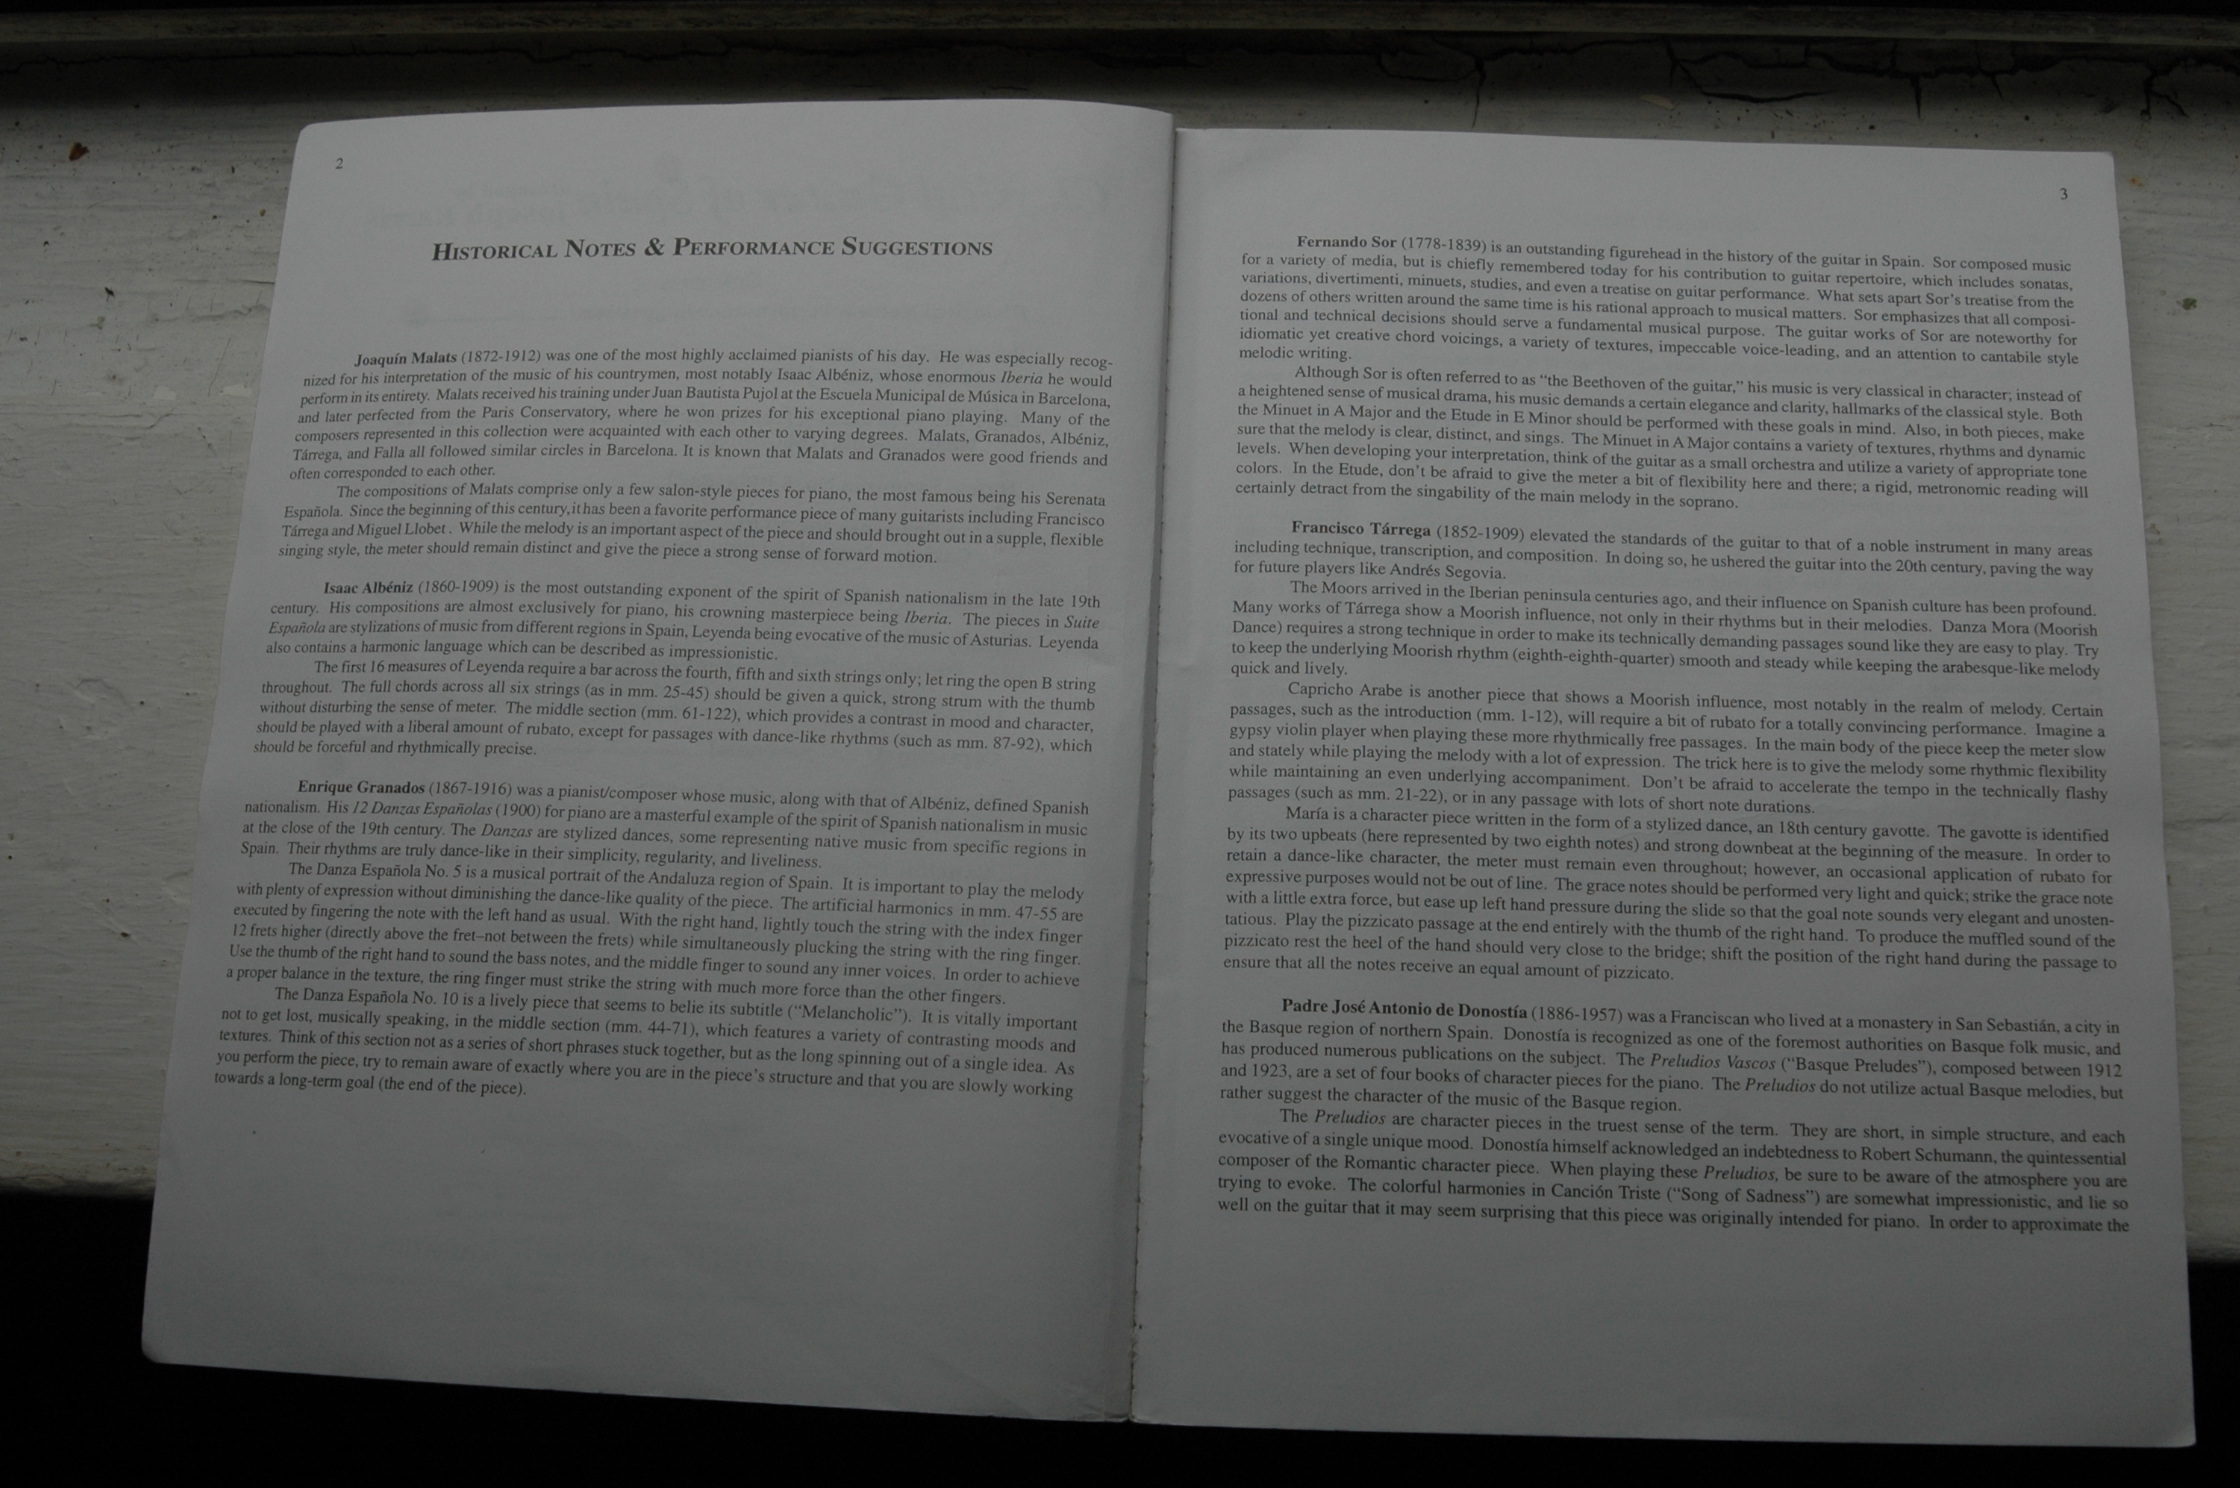 2
HISTORICAL NOTES & PERFORMANCE SUGGESTIONS
Joaquín Malats (1872-1912) was one of the most highly acclaimed pianists of his day. He was especially recog-
nized for his interpretation of the music of his countrymen, most notably Isaac Albéniz, whose enormous Iberia he would
perform in its entirety. Malats received his training under Juan Bautista Pujol at the Escuela Municipal de Música in Barcelona,
and later perfected from the Paris Conservatory, where he won prizes for his exceptional piano playing. Many of the
composers represented in this collection were acquainted with each other to varying degrees. Malats, Granados, Albéniz,
Tárrega, and Falla all followed similar circles in Barcelona. It is known that Malats and Granados were good friends and
often corresponded to each other.
The compositions of Malats comprise only a few salon-style pieces for piano, the most famous being his Serenata
Española. Since the beginning of this century,it has been a favorite performance piece of many guitarists including Francisco
Tárrega and Miguel Llobet . While the melody is an important aspect of the piece and should brought out in a supple, flexible
singing style, the meter should remain distinct and give the piece a strong sense of forward motion.
Isaac Albéniz (1860-1909) is the most outstanding exponent of the spirit of Spanish nationalism in the late 19th
century. His compositions are almost exclusively for piano, his crowning masterpiece being Iberia. The pieces in Suite
Española are stylizations of music from different regions in Spain, Leyenda being evocative of the music of Asturias. Leyenda
also contains a harmonic language which can be described as impressionistic.
The first 16 measures of Leyenda require a bar across the fourth, fifth and sixth strings only; let ring the open B string
throughout. The full chords across all six strings (as in mm. 25-45) should be given a quick, strong strum with the thumb
without disturbing the sense of meter. The middle section (mm. 61-122), which provides a contrast in mood and character,
should be played with a liberal amount of rubato, except for passages with dance-like rhythms (such as mm. 87-92), which
should be forceful and rhythmically precise.
Enrique Granados (1867-1916) was a pianist/composer whose music, along with that of Albéniz, defined Spanish
nationalism. His 12 Danzas Españolas (1900) for piano are a masterful example of the spirit of Spanish nationalism in music
at the close of the 19th century. The Danzas are stylized dances, some representing native music from specific regions in
Spain. Their rhythms are truly dance-like in their simplicity, regularity, and liveliness.
The Danza Española No. 5 is a musical portrait of the Andaluza region of Spain. It is important to play the melody
with plenty of expression without diminishing the dance-like quality of the piece. The artificial harmonics in mm. 47-55 are
executed by fingering the note with the left hand as usual. With the right hand, lightly touch the string with the index finger
12 frets higher (directly above the fret–not between the frets) while simultaneously plucking the string with the ring finger.
Use the thumb of the right hand to sound the bass notes, and the middle finger to sound any inner voices. In order to achieve
a proper balance in the texture, the ring finger must strike the string with much more force than the other fingers.
The Danza Española No. 10 is a lively piece that seems to belie its subtitle (“Melancholic”). It is vitally important
not to get lost, musically speaking, in the middle section (mm. 44-71), which features a variety of contrasting moods and
textures. Think of this section not as a series of short phrases stuck together, but as the long spinning out of a single idea. As
you perform the piece, try to remain aware of exactly where you are in the piece’s structure and that you are slowly working
towards a long-term goal (the end of the piece).
3
Fernando Sor (1778-1839) is an outstanding figurehead in the history of the guitar in Spain. Sor composed music
for a variety of media, but is chiefly remembered today for his contribution to guitar repertoire, which includes sonatas,
variations, divertimenti, minuets, studies, and even a treatise on guitar performance. What sets apart Sor’s treatise from the
dozens of others written around the same time is his rational approach to musical matters. Sor emphasizes that all composi-
tional and technical decisions should serve a fundamental musical purpose. The guitar works of Sor are noteworthy for
idiomatic yet creative chord voicings, a variety of textures, impeccable voice-leading, and an attention to cantabile style
melodic writing.
Although Sor is often referred to as “the Beethoven of the guitar,” his music is very classical in character; instead of
a heightened sense of musical drama, his music demands a certain elegance and clarity, hallmarks of the classical style. Both
the Minuet in A Major and the Etude in E Minor should be performed with these goals in mind. Also, in both pieces, make
sure that the melody is clear, distinct, and sings. The Minuet in A Major contains a variety of textures, rhythms and dynamic
levels. When developing your interpretation, think of the guitar as a small orchestra and utilize a variety of appropriate tone
colors. In the Etude, don’t be afraid to give the meter a bit of flexibility here and there; a rigid, metronomic reading will
certainly detract from the singability of the main melody in the soprano.
Francisco Tárrega (1852-1909) elevated the standards of the guitar to that of a noble instrument in many areas
including technique, transcription, and composition. In doing so, he ushered the guitar into the 20th century, paving the way
for future players like Andrés Segovia.
The Moors arrived in the Iberian peninsula centuries ago, and their influence on Spanish culture has been profound.
Many works of Tárrega show a Moorish influence, not only in their rhythms but in their melodies. Danza Mora (Moorish
Dance) requires a strong technique in order to make its technically demanding passages sound like they are easy to play. Try
to keep the underlying Moorish rhythm (eighth-eighth-quarter) smooth and steady while keeping the arabesque-like melody
quick and lively.
Capricho Arabe is another piece that shows a Moorish influence, most notably in the realm of melody. Certain
passages, such as the introduction (mm. 1-12), will require a bit of rubato for a totally convincing performance. Imagine a
gypsy violin player when playing these more rhythmically free passages. In the main body of the piece keep the meter slow
and stately while playing the melody with a lot of expression. The trick here is to give the melody some rhythmic flexibility
while maintaining an even underlying accompaniment. Don’t be afraid to accelerate the tempo in the technically flashy
passages (such as mm. 21-22), or in any passage with lots of short note durations.
María is a character piece written in the form of a stylized dance, an 18th century gavotte. The gavotte is identified
by its two upbeats (here represented by two eighth notes) and strong downbeat at the beginning of the measure. In order to
retain a dance-like character, the meter must remain even throughout; however, an occasional application of rubato for
expressive purposes would not be out of line. The grace notes should be performed very light and quick; strike the grace note
with a little extra force, but ease up left hand pressure during the slide so that the goal note sounds very elegant and unosten-
tatious. Play the pizzicato passage at the end entirely with the thumb of the right hand. To produce the muffled sound of the
pizzicato rest the heel of the hand should very close to the bridge; shift the position of the right hand during the passage to
ensure that all the notes receive an equal amount of pizzicato.
Padre José Antonio de Donostía (1886-1957) was a Franciscan who lived at a monastery in San Sebastián, a city in
the Basque region of northern Spain. Donostía is recognized as one of the foremost authorities on Basque folk music, and
has produced numerous publications on the subject. The Preludios Vascos (“Basque Preludes”), composed between 1912
and 1923, are a set of four books of character pieces for the piano. The Preludios do not utilize actual Basque melodies, but
rather suggest the character of the music of the Basque region.
The Preludios are character pieces in the truest sense of the term. They are short, in simple structure, and each
evocative of a single unique mood. Donostía himself acknowledged an indebtedness to Robert Schumann, the quintessential
composer of the Romantic character piece. When playing these Preludios, be sure to be aware of the atmosphere you are
trying to evoke. The colorful harmonies in Canción Triste (“Song of Sadness”) are somewhat impressionistic, and lie so
well on the guitar that it may seem surprising that this piece was originally intended for piano. In order to approximate the